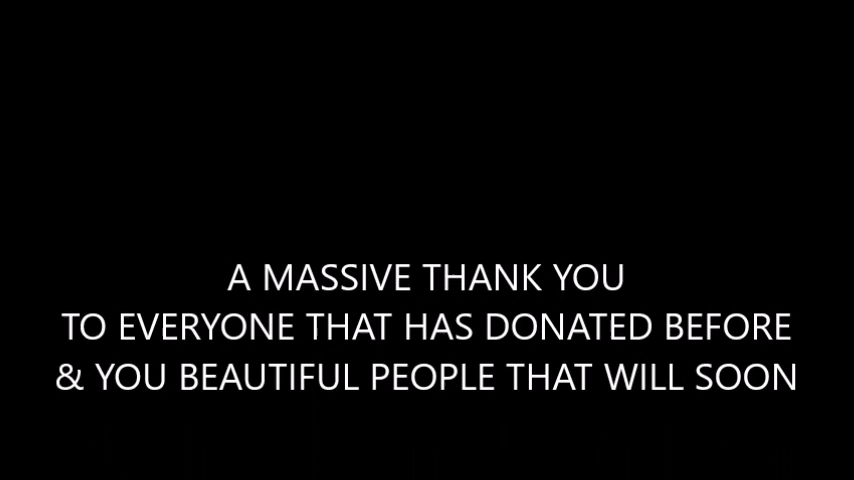 A MASSIVE THANK YOU
TO EVERYONE THAT HAS DONATED BEFORE
& YOU BEAUTIFUL PEOPLE THAT WILL SOON